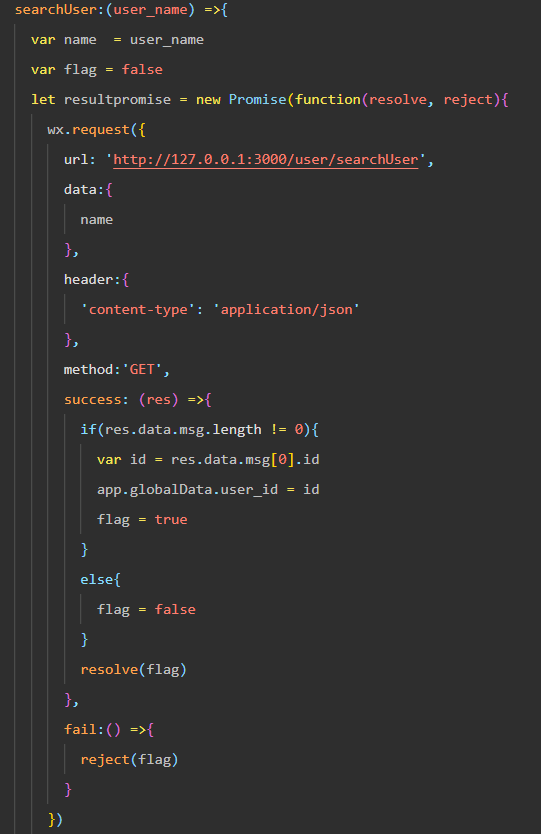 searchUser:(user_name) =>{
var name  = user_name
var flag = false
let resultpromise = new Promise(function(resolve, reject){
wx.request({
url: 'http://127.0.0.1:3000/user/searchUser',
data:{
name
},
header:{
'content-type': 'application/json'
},
method:'GET',
success: (res) =>{
if(res.data.msg.length != 0){
var id = res.data.msg[0].id
app.globalData.user_id = id
flag = true
}
else{
flag = false
}
resolve(flag)
},
fail:() =>{
reject(flag)
}
})